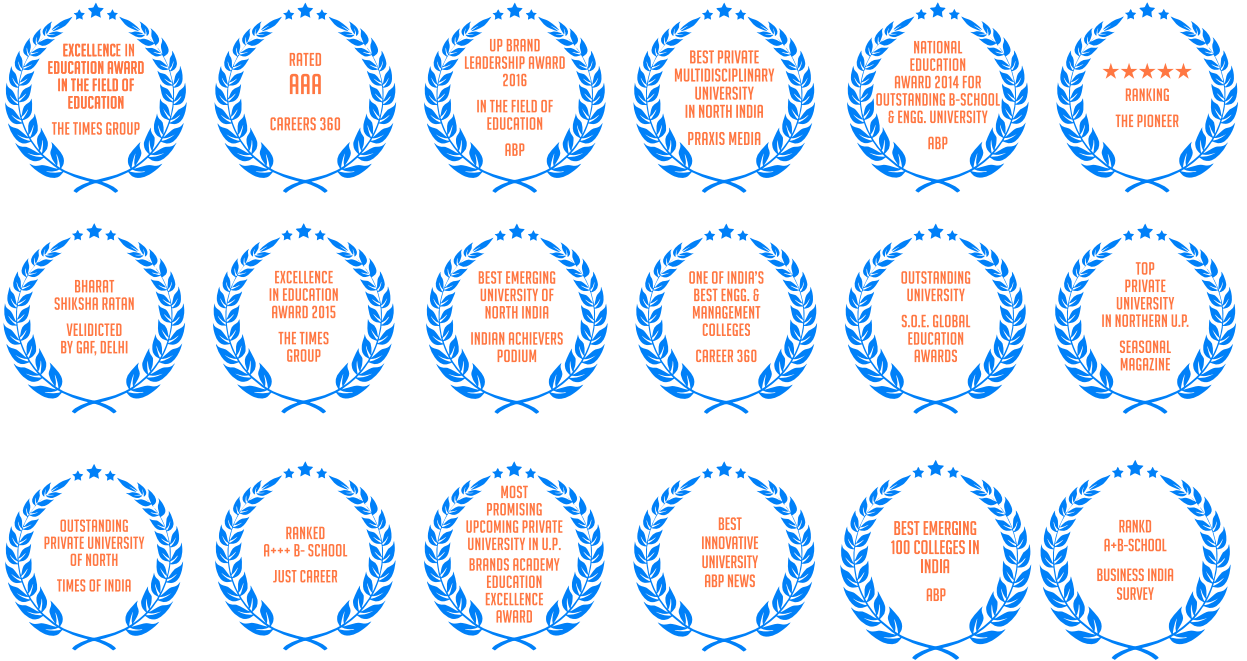 EXCELLENCE IN
EDUCATION AWARD
IN THE FIELD OF
EDUCATION
THE TIMES GROUP
RATED
AAA
CAREERS 360
UP BRAND
LEADERSHIP AWARD
2016
IN THE FIELD OF
EDUCATION
ABP
BEST PRIVATE
MULTIDISCIPLINARY
UNIVERSITY
IN NORTH INDIA
PRAXIS MEDIA
NATIONAL
EDUCATION
AWARD 2014 FOR
OUTSTANDING B-SCHOOL
& ENGG. UNIVERSITY
ABP
RANKING
THE PIONEER
BHARAT
SHIKSHA RATAN
VELIDICTED
BY GAF, DELHI
EXCELLENCE
IN EDUCATION
AWARD 2015
THE TIMES
GROUP
BEST EMERGING
UNIVERSITY OF
NORTH INDIA
INDIAN ACHIEVERS
PODIUM
ONE OF INDIA'S
BEST ENGG. &
MANAGEMENT
COLLEGES
CAREER 360
OUTSTANDING
UNIVERSITY
S.O.E. GLOBAL
EDUCATION
AWARDS
TOP
PRIVATE
UNIVERSITY
IN NORTHERN U.P.
SEASONAL
MAGAZINE
OUTSTANDING
PRIVATE UNIVERSITY
OF NORTH
TIMES OF INDIA
RANKED
A+++ B- SCHOOL
JUST CAREER
MOST
PROMISING
UPCOMING PRIVATE
UNIVERSITY IN U.P.
BRANDS ACADEMY
EDUCATION
EXCELLENCE
AWARD
BEST
INNOVATIVE
UNIVERSITY
ABP NEWS
BEST EMERGING
100 COLLEGES IN
INDIA
ABP
RANKD
A+B-SCHOOL
BUSINESS INDIA
SURVEY